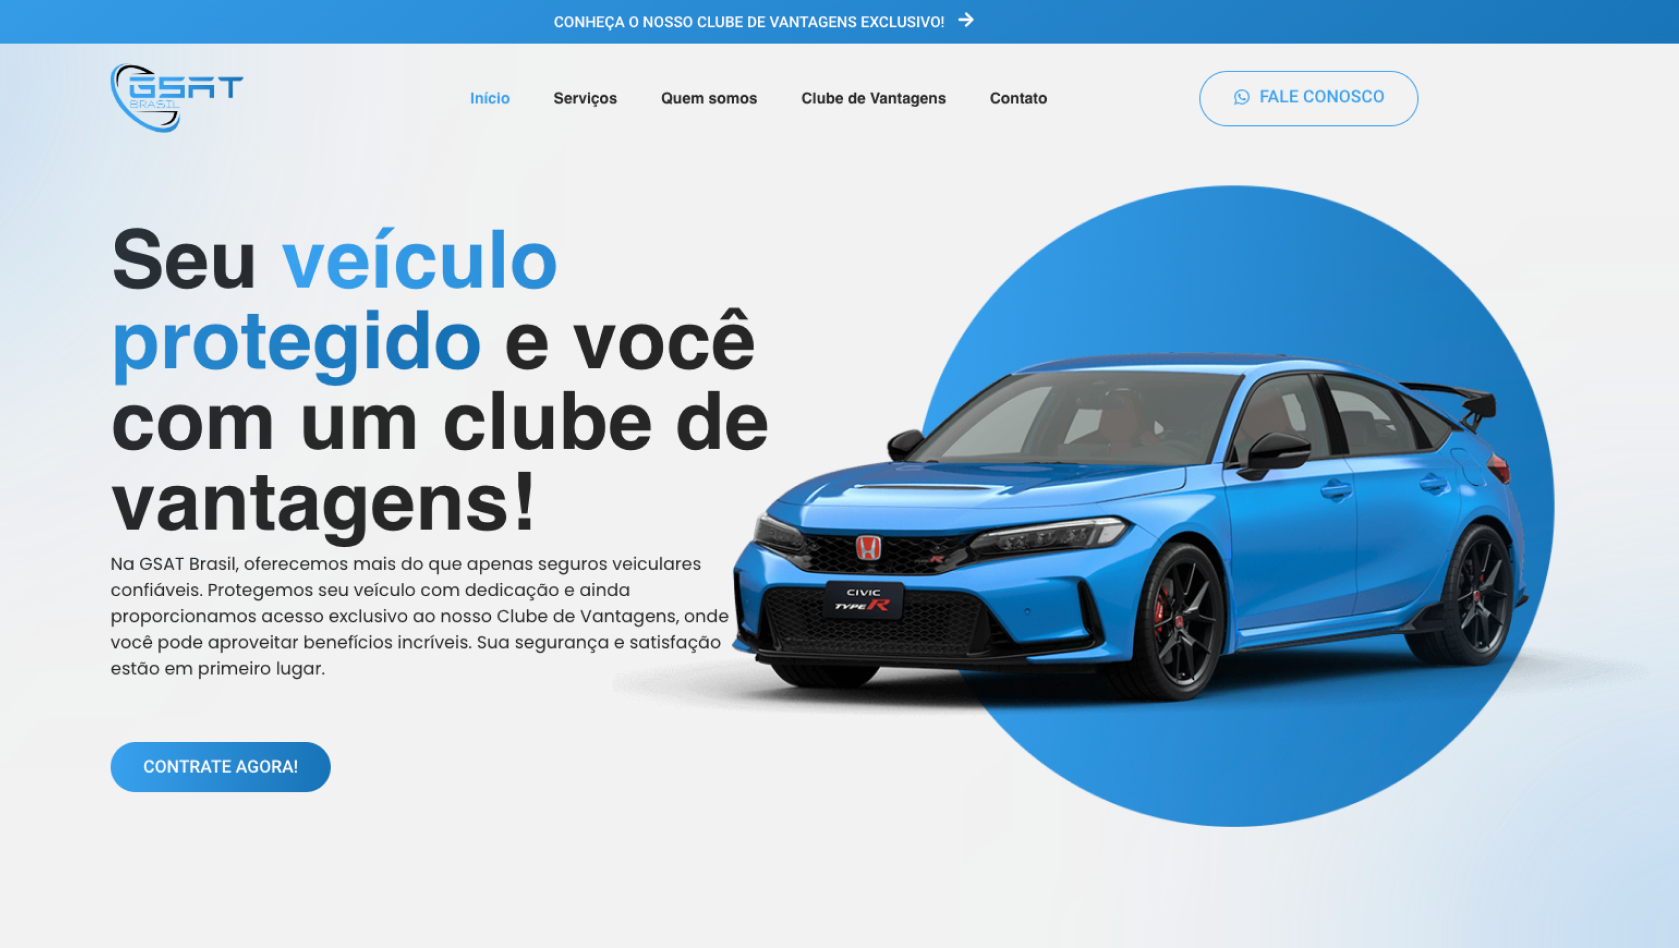 CONHEÇA O NOSSO CLUBE DE VANTAGENS EXCLUSIVO!
GSAT
BRASIL
Início
Serviços
Quem somos
Clube de Vantagens
Contato
FALE CONOSCO
Seu veículo
protegido e você
com um clube de
vantagens!
Na GSAT Brasil, oferecemos mais do que apenas seguros veiculares
confiáveis. Protegemos seu veículo com dedicação e ainda
proporcionamos acesso exclusivo ao nosso Clube de Vantagens, onde
você pode aproveitar benefícios incríveis. Sua segurança e satisfação
estão em primeiro lugar.
CIVIC
TYPE R
CONTRATE AGORA!